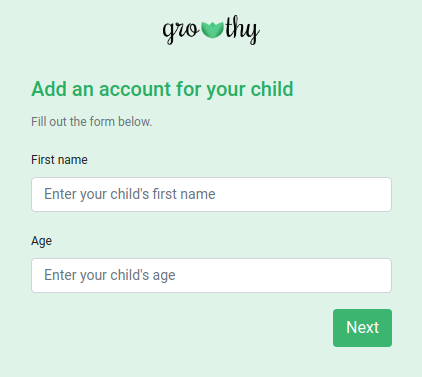 growthy
Add an account for your child
Fill out the form below.
First name
Enter your child's first name
Age
Enter your child's age
Next